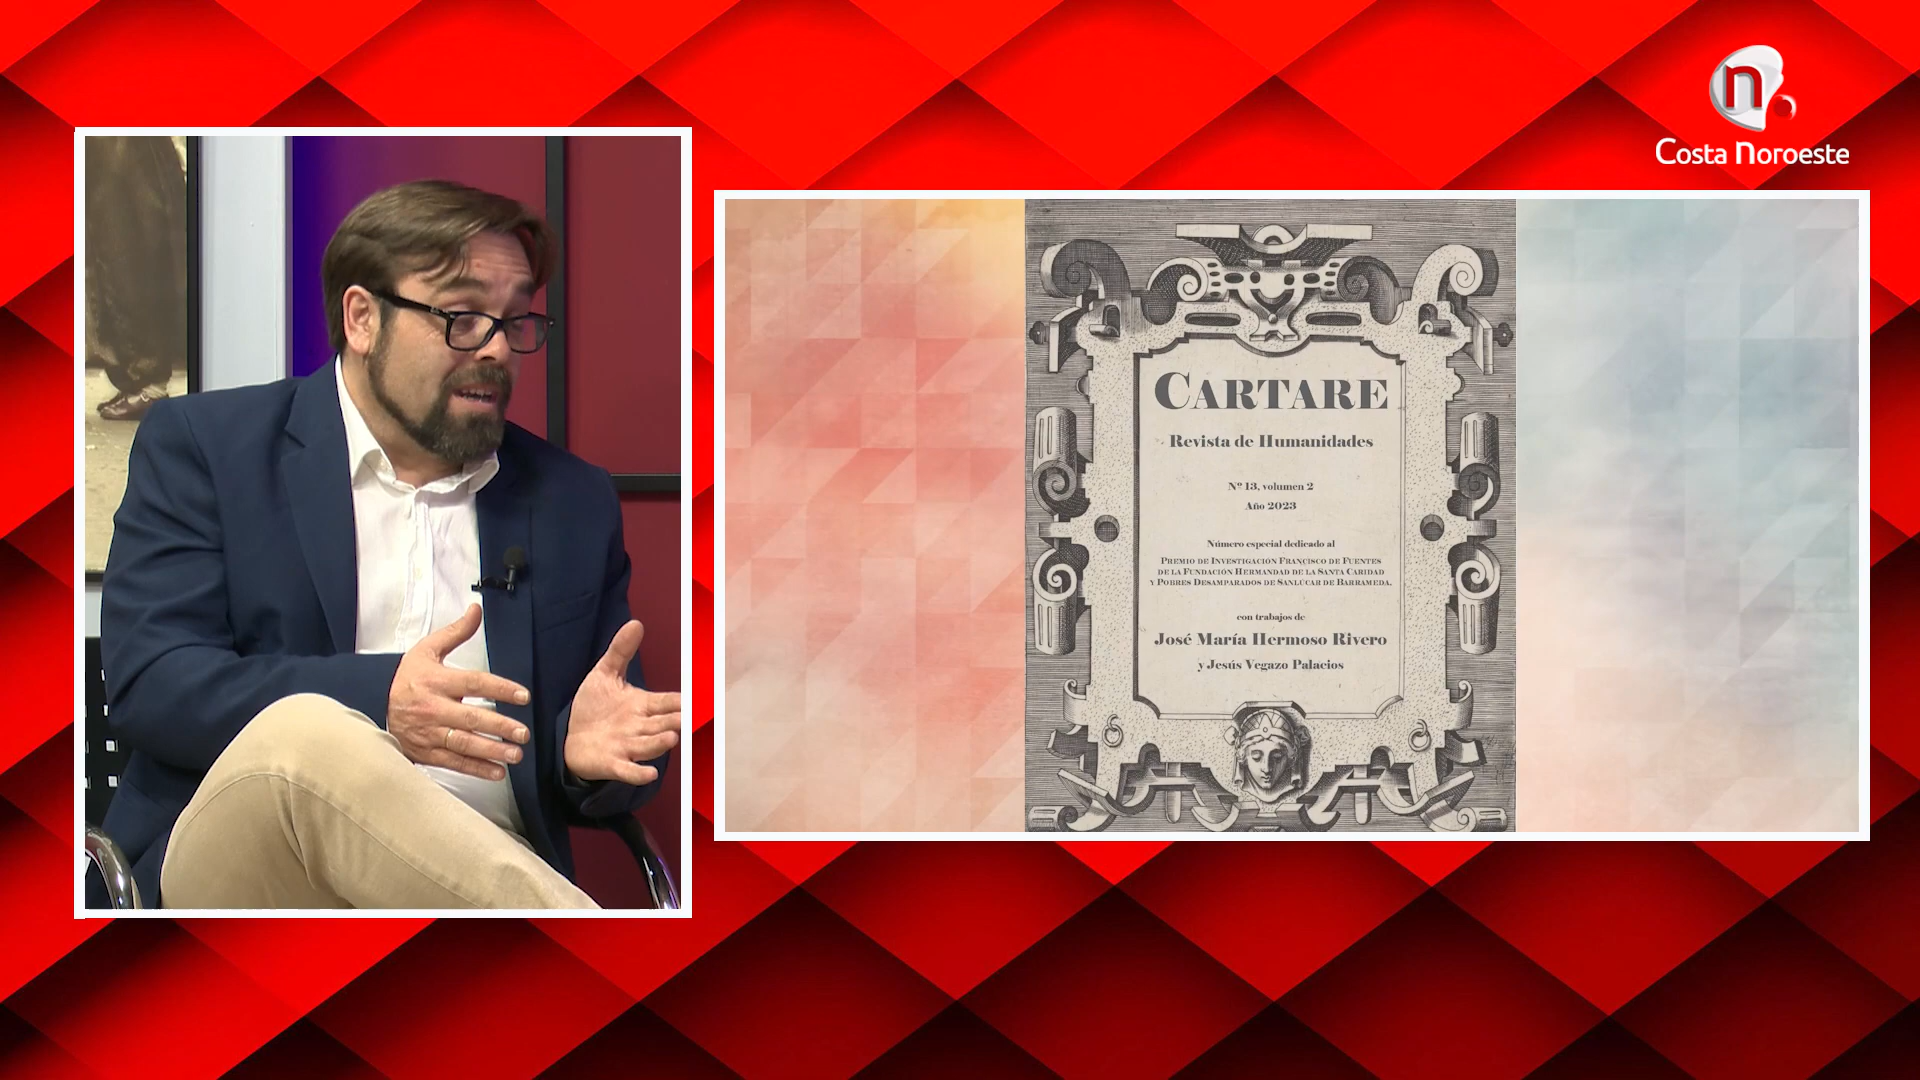 n
Costa noroeste
CARTARE
Revista de Humanidades
Nº 13, volumen 2
Año 2023
Número especial dedicado al
PREMIO DE INVESTIGACIÓN FRANCISCO DE FUENTES
DE LA FUNDACIÓN HERMANDAD DE LA SANTA CARIDAD
Y POBRES DESAMPARADOS DE SANLÚCAR DE BARRAMEDA,
con trabajos de
José María Hermoso Rivero
y Jesús Vegazo Palacios